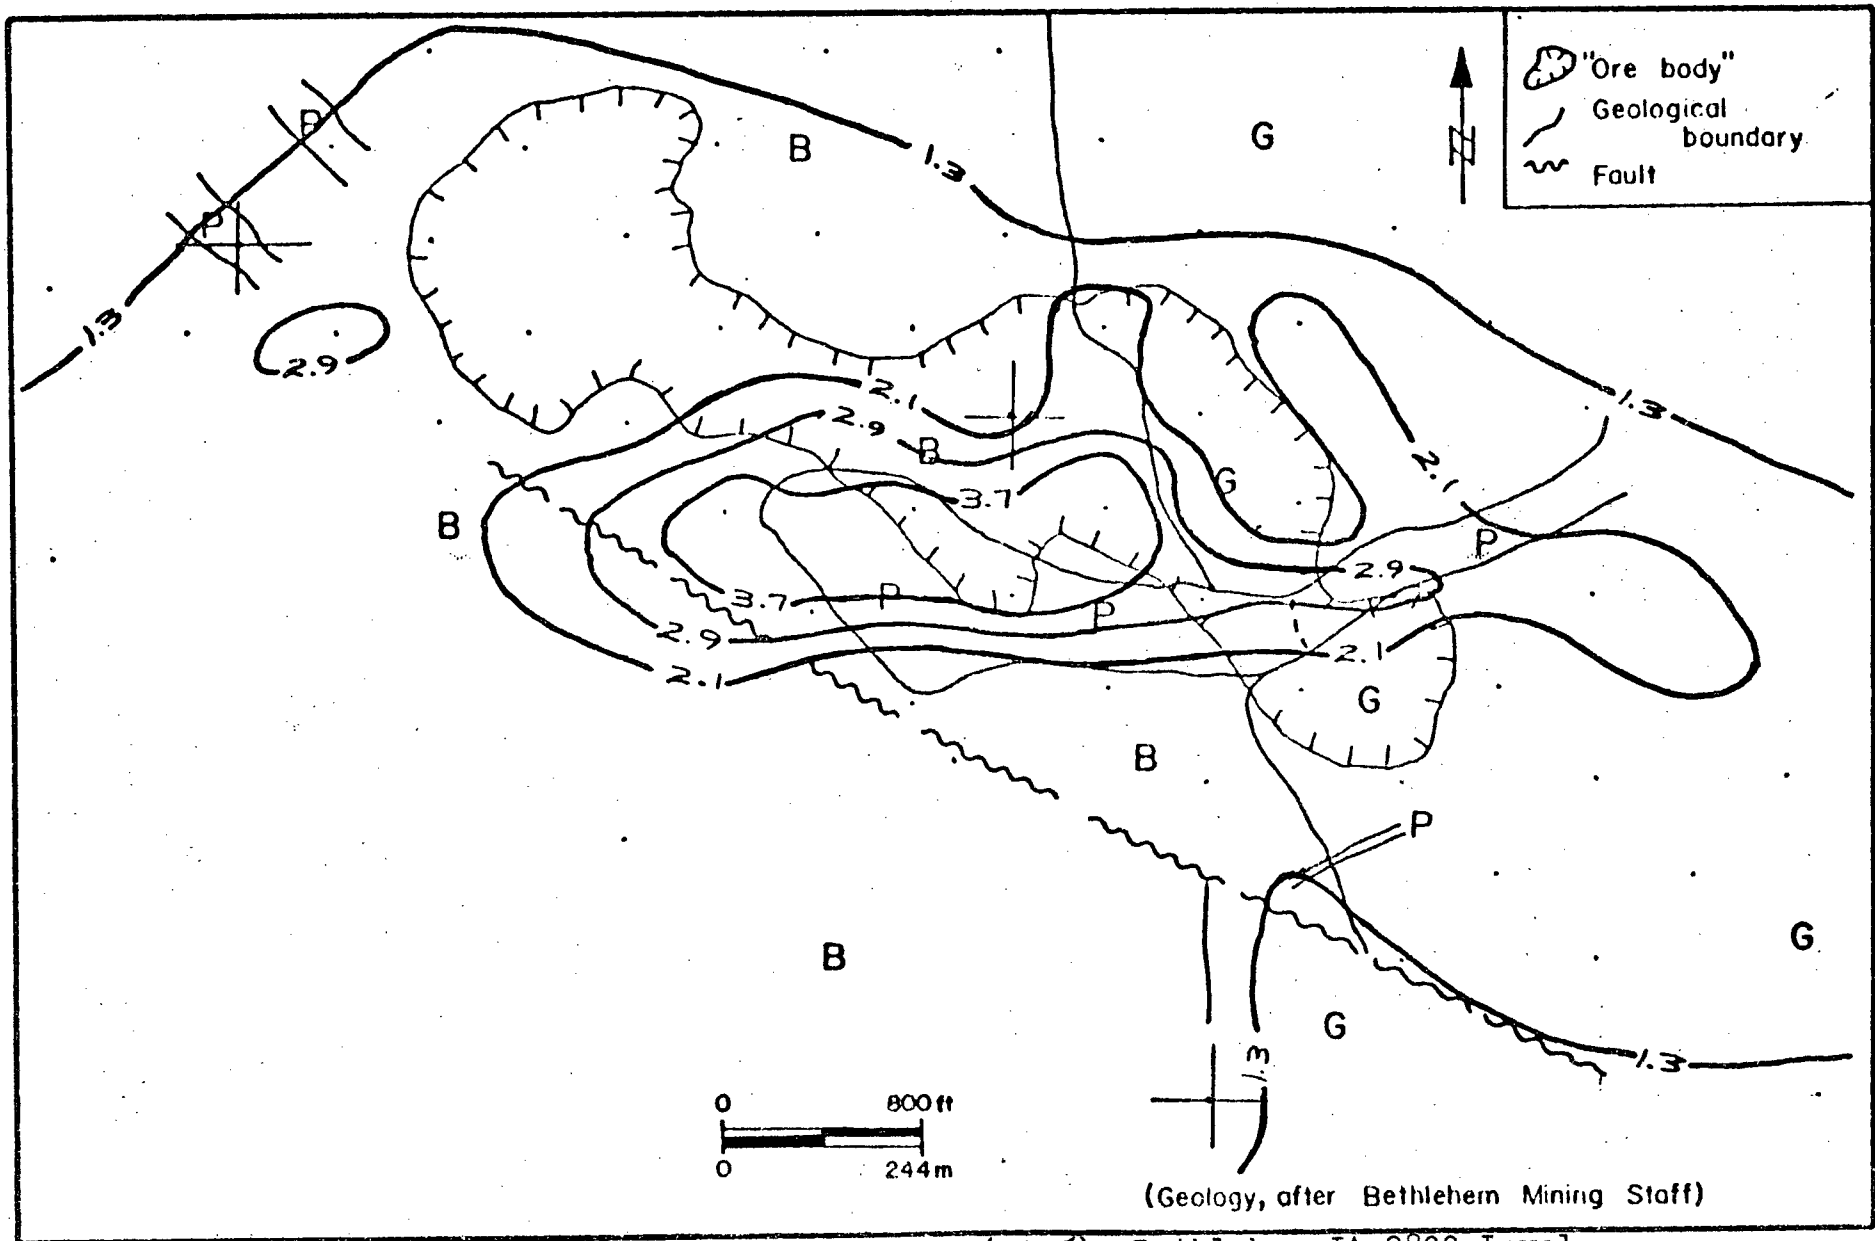 "Ore body"
Geological
boundary
Fault
N
P
B
1.3
G
P
1.3
2.9
2.1
2.9
B
1.3
2.1
3.7
G
B
P
2.9
3.7
P
P
2.9
2.1
2.1
G
B
P
B
G
G
1.3
1.3
0 800 ft
0 244 m
(Geology, after Bethlehem Mining Staff)